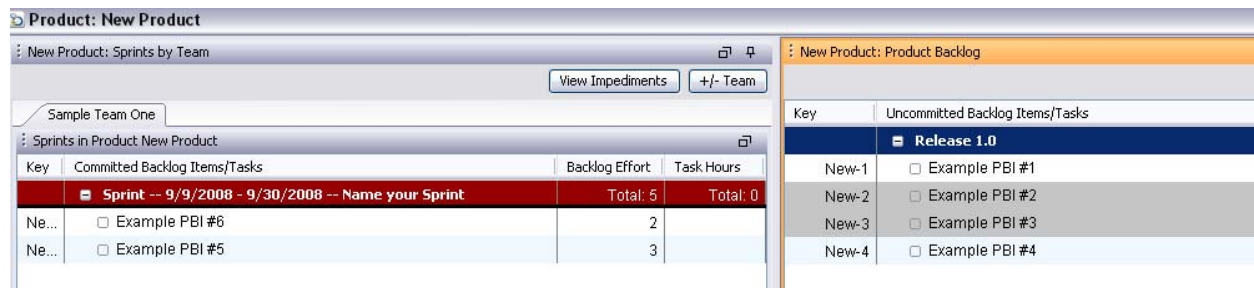 Product: New Product
New Product: Sprints by Team
View Impediments +/- Team
Sample Team One
Sprints in Product New Product
Key Committed Backlog Items/Tasks Backlog Effort Task Hours
Sprint -- 9/9/2008 - 9/30/2008 -- Name your Sprint Total: 5 Total: 0
Ne... Example PBI #6 2
Ne... Example PBI #5 3
New Product: Product Backlog
Key Uncommitted Backlog Items/Tasks
Release 1.0
New-1 Example PBI #1
New-2 Example PBI #2
New-3 Example PBI #3
New-4 Example PBI #4